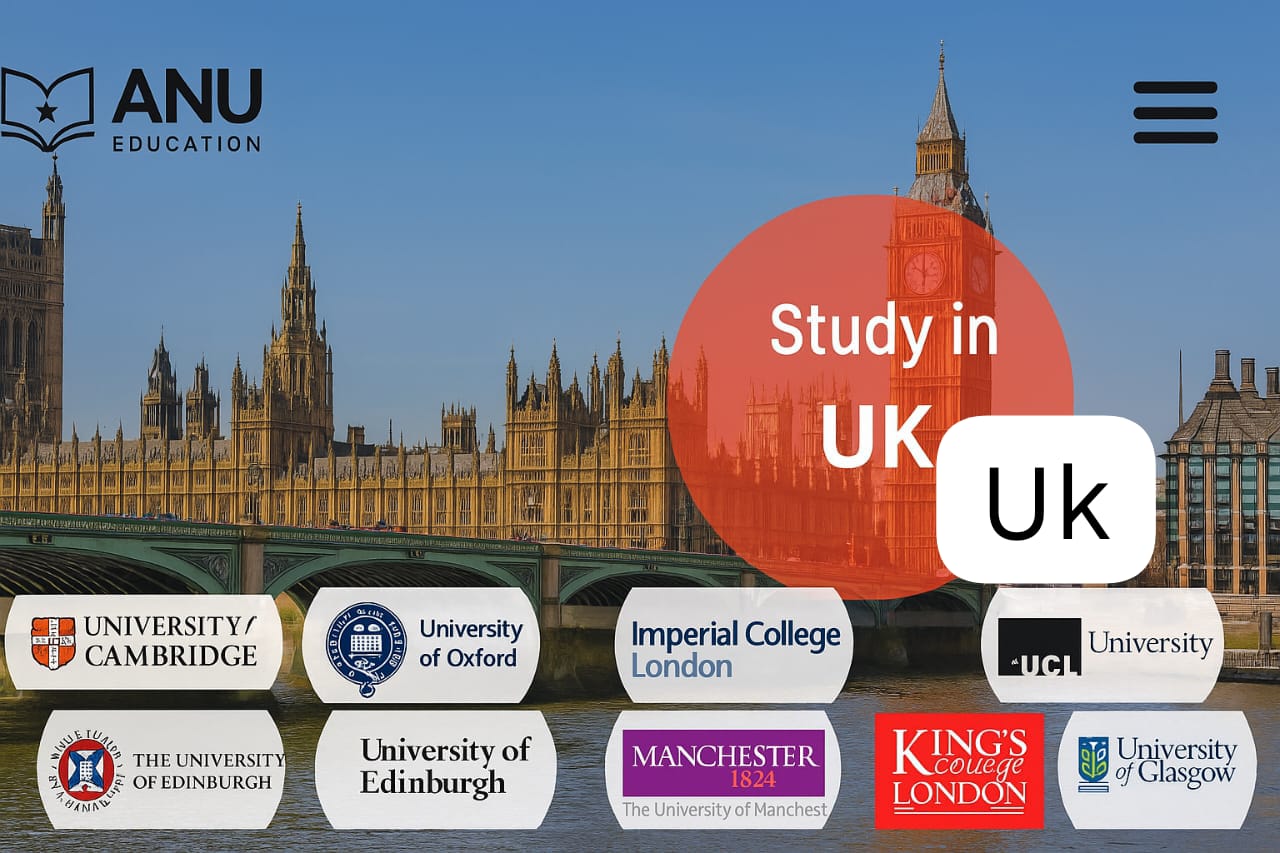 ANU
EDUCATION
Study in
UK
Uk
UNIVERSITY
CAMBRIDGE
University
of Oxford
Imperial College
London
UCL
University
THE UNIVERSITY
OF EDINBURGH
University of
Edinburgh
MANCHESTER
1824
The University of Manchest
KING'S
College
LONDON
University
of Glasgow